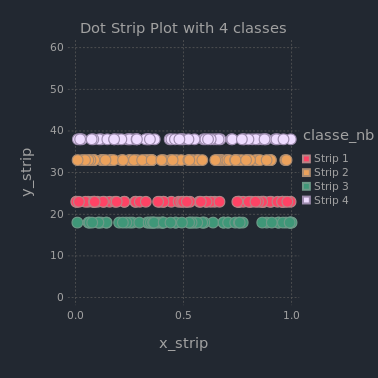 Dot Strip Plot with 4 classes
60
50
40
30
20
10
0
y_strip
0.0
0.5
1.0
x_strip
classe_nb
Strip 1
Strip 2
Strip 3
Strip 4